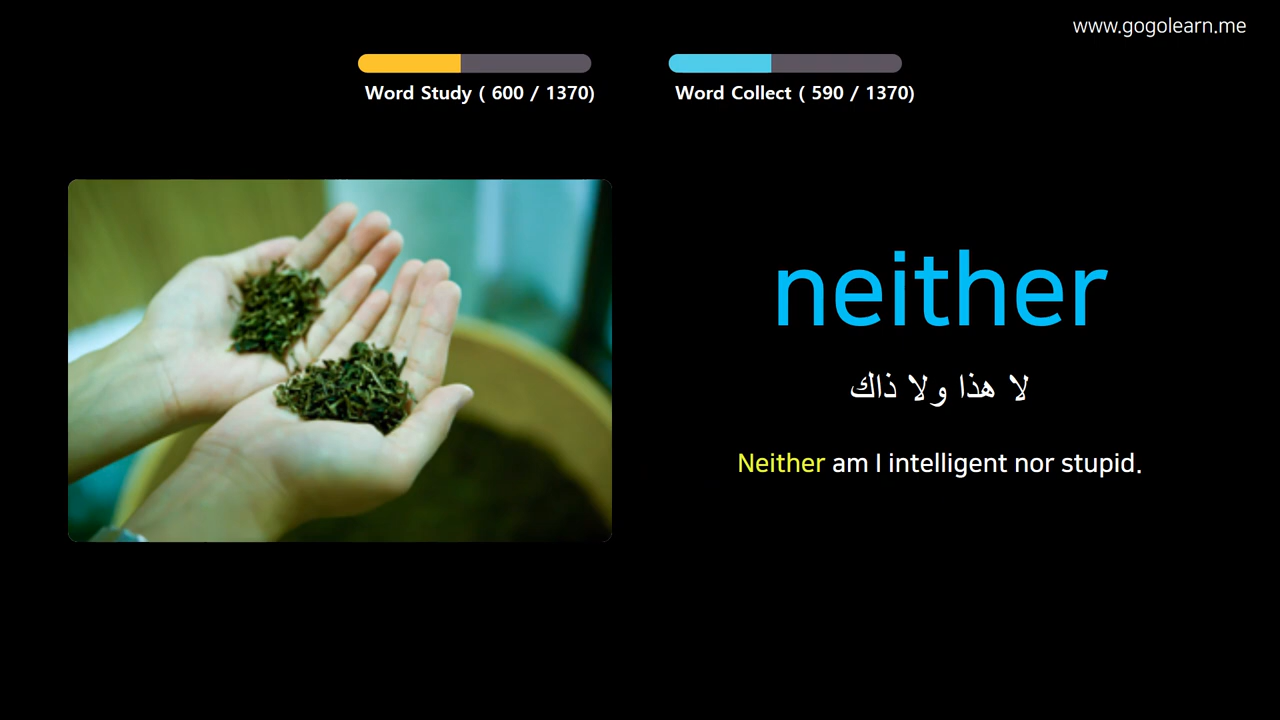 www.gogolearn.me
Word Study ( 600 / 1370)
Word Collect ( 590 / 1370)
neither
لا هذا ولا ذاك
Neither am I intelligent nor stupid.